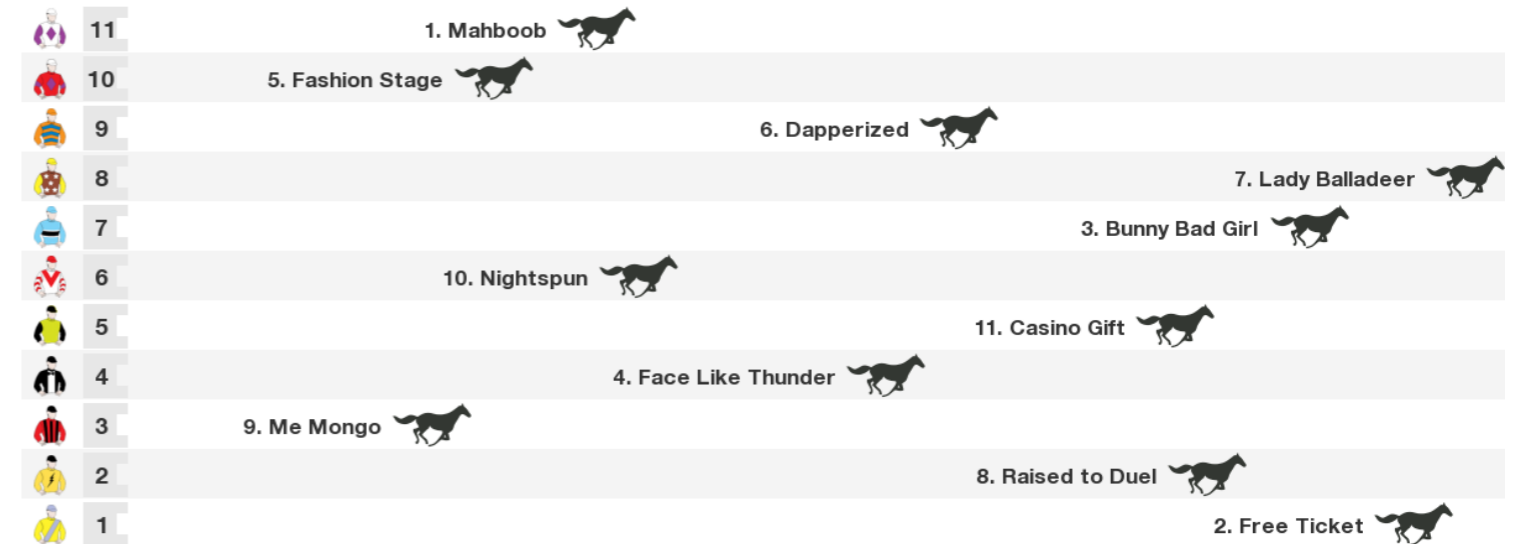 11 1. Mahboob
10 5. Fashion Stage
9 6. Dapperized
8 7. Lady Balladeer
7 3. Bunny Bad Girl
6 10. Nightspun
5 11. Casino Gift
4 4. Face Like Thunder
3 9. Me Mongo
2 8. Raised to Duel
1 2. Free Ticket